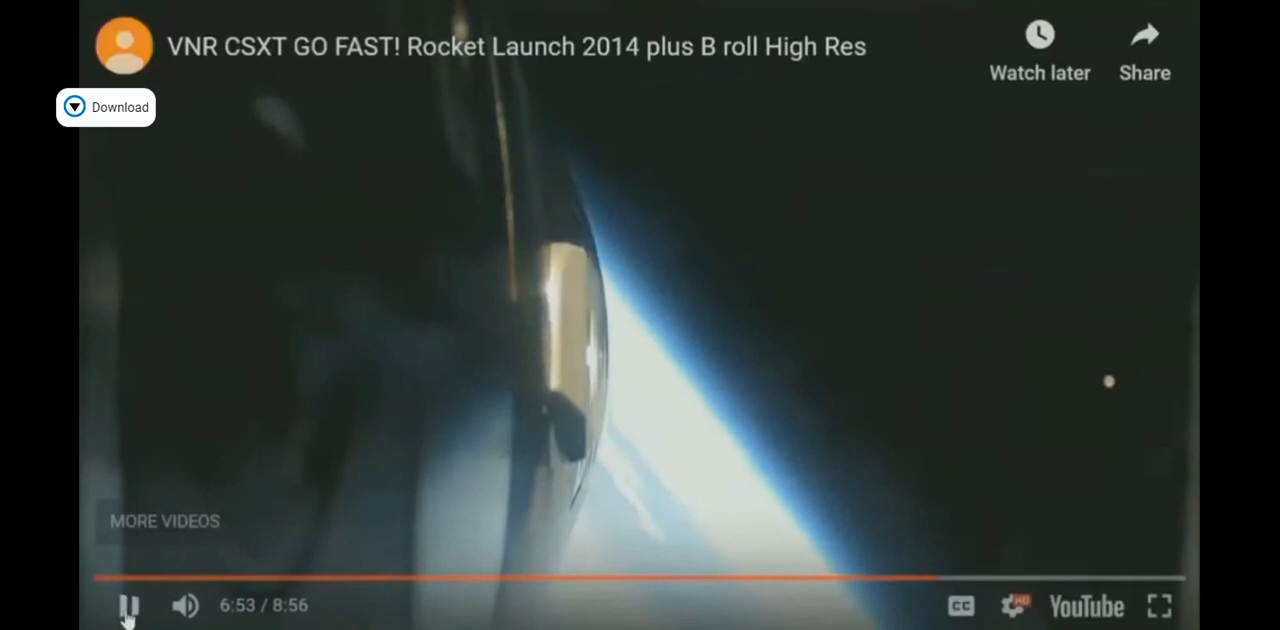 VNR CSXT GO FAST! Rocket Launch 2014 plus B roll High Res
Watch later
Share
Download
MORE VIDEOS
6:53 / 8:56
CC
HD
YouTube